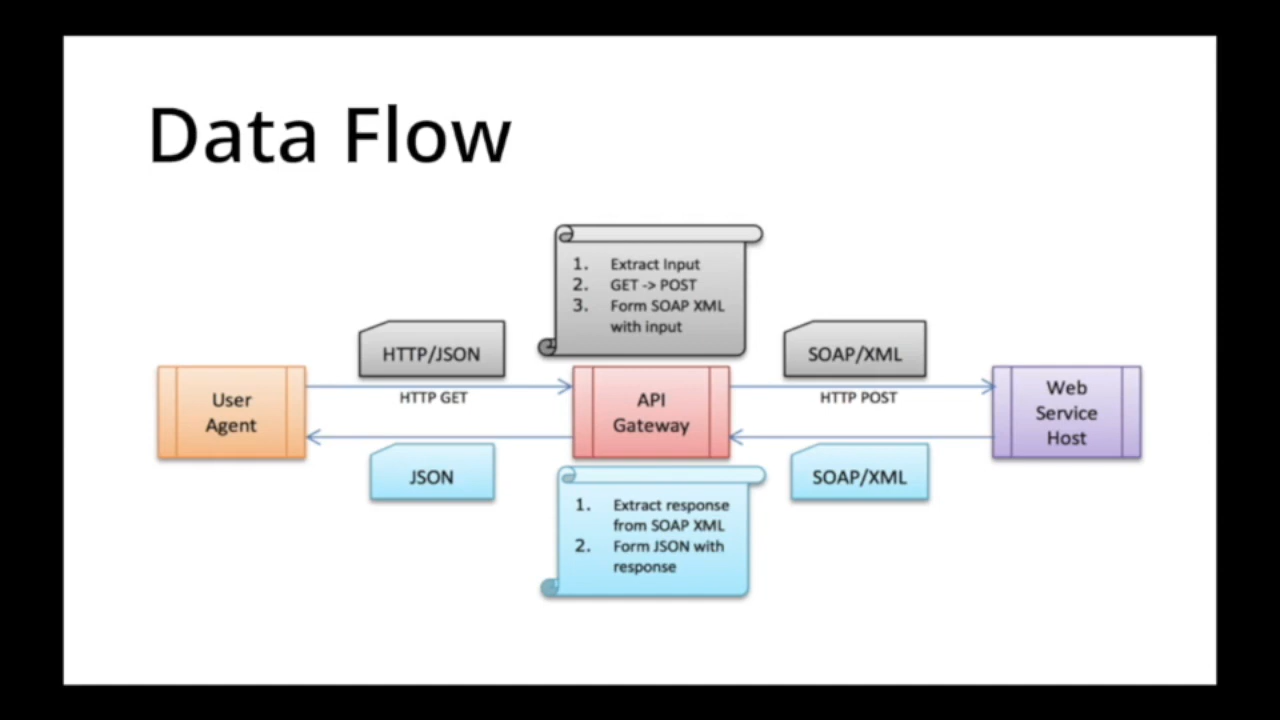 Data Flow
1. Extract Input
2. GET -> POST
3. Form SOAP XML
with input
HTTP/JSON
SOAP/XML
User
Agent
HTTP GET
API
Gateway
HTTP POST
Web
Service
Host
JSON
SOAP/XML
1. Extract response
from SOAP XML
2. Form JSON with
response